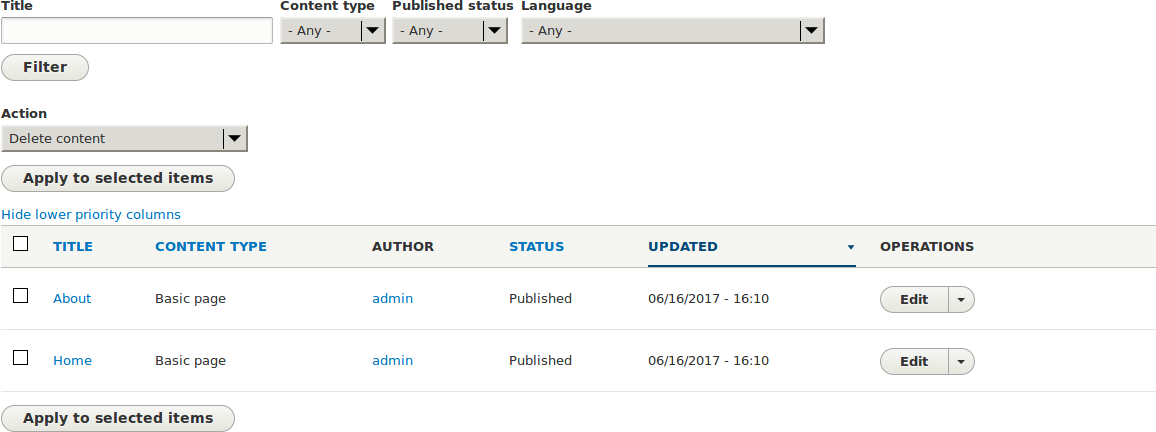 Title Content type Published status Language
- Any - - Any - - Any -
Filter
Action
Delete content
Apply to selected items
Hide lower priority columns
TITLE CONTENT TYPE AUTHOR STATUS UPDATED OPERATIONS
About Basic page admin Published 06/16/2017 - 16:10 Edit
Home Basic page admin Published 06/16/2017 - 16:10 Edit
Apply to selected items